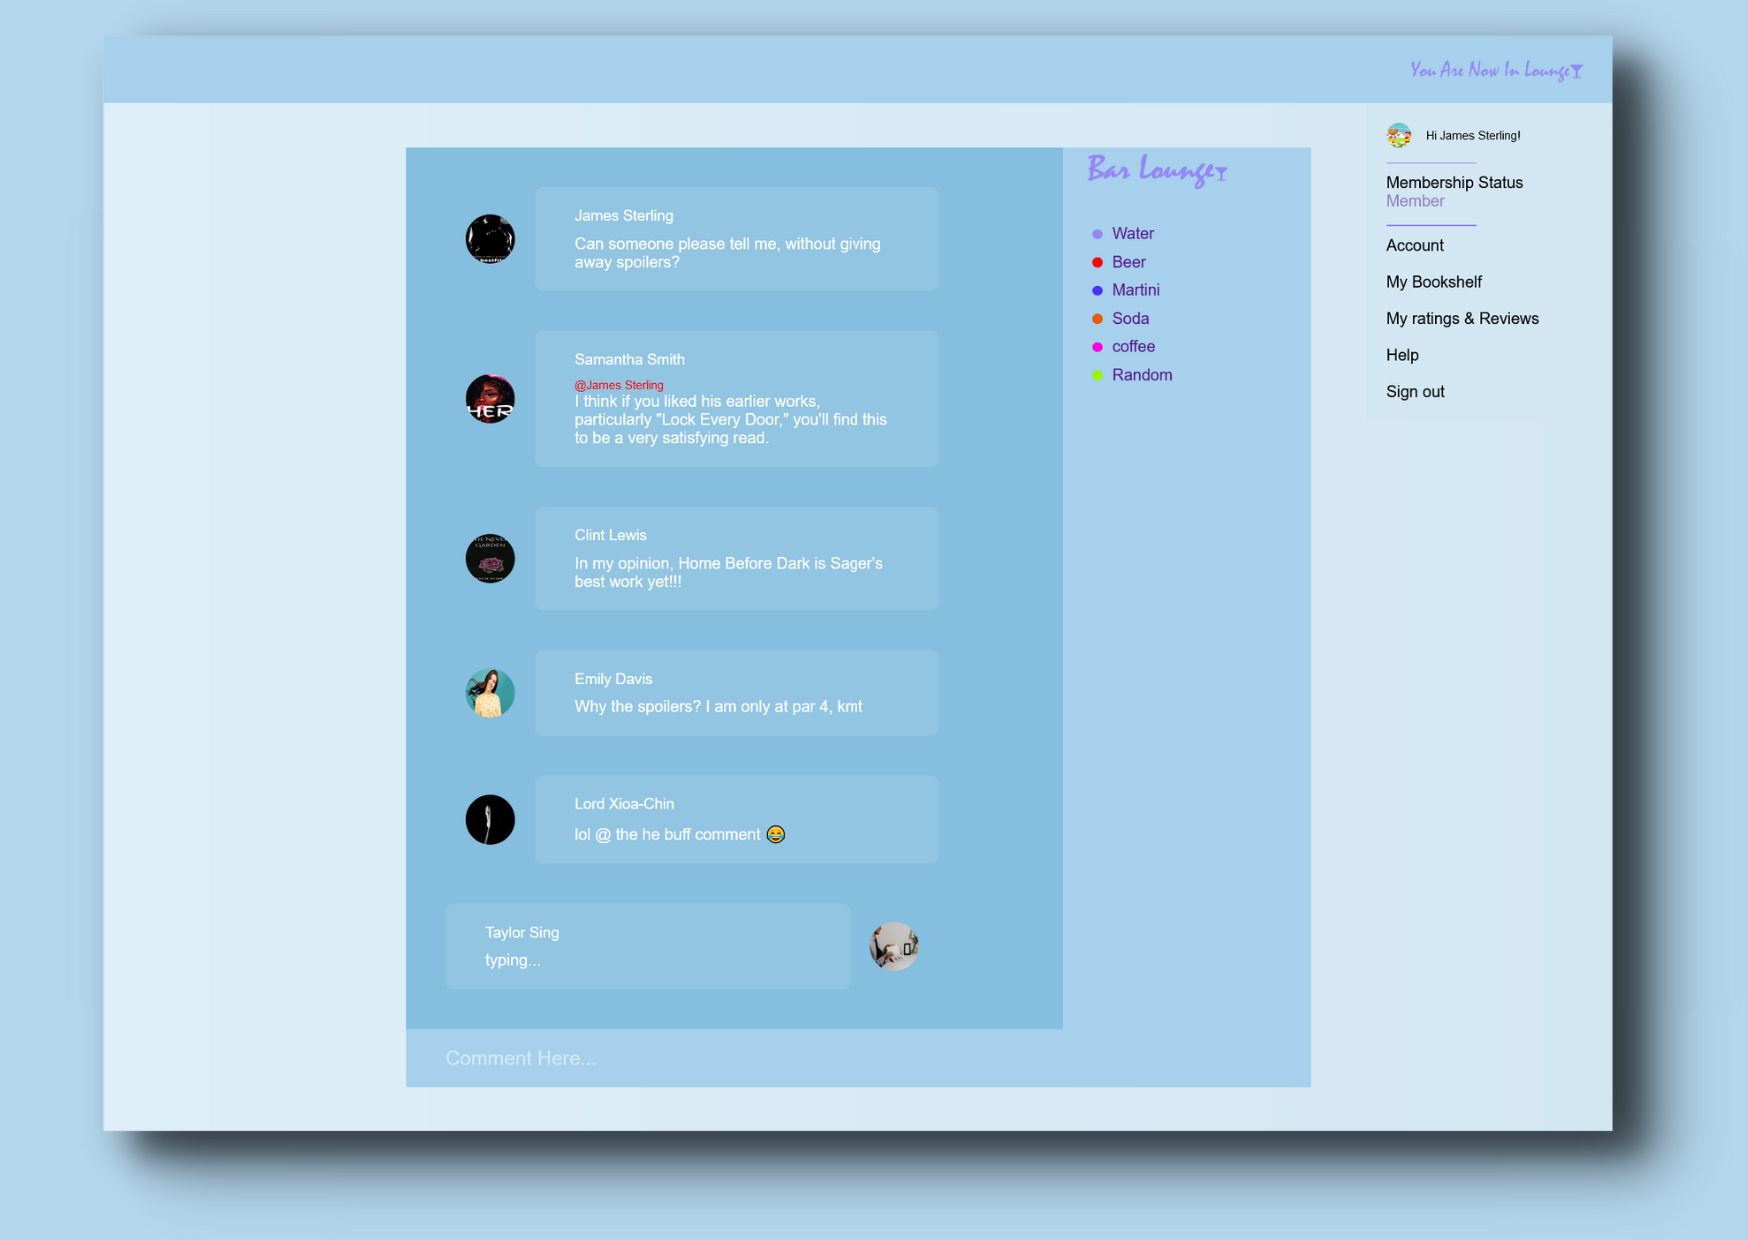 You Are Now In Lounge
Hi James Sterling!
Membership Status
Member
Account
My Bookshelf
My ratings & Reviews
Help
Sign out
Bar Lounge
Water
Beer
Martini
Soda
coffee
Random
James Sterling
Can someone please tell me, without giving
away spoilers?
Samantha Smith
@James Sterling
I think if you liked his earlier works,
particularly "Lock Every Door," you'll find this
to be a very satisfying read.
HER
Clint Lewis
In my opinion, Home Before Dark is Sager's
best work yet!!!
GARDEN
Emily Davis
Why the spoilers? I am only at par 4, kmt
Lord Xioa-Chin
lol @ the he buff comment 😂
Taylor Sing
typing...
Comment Here...